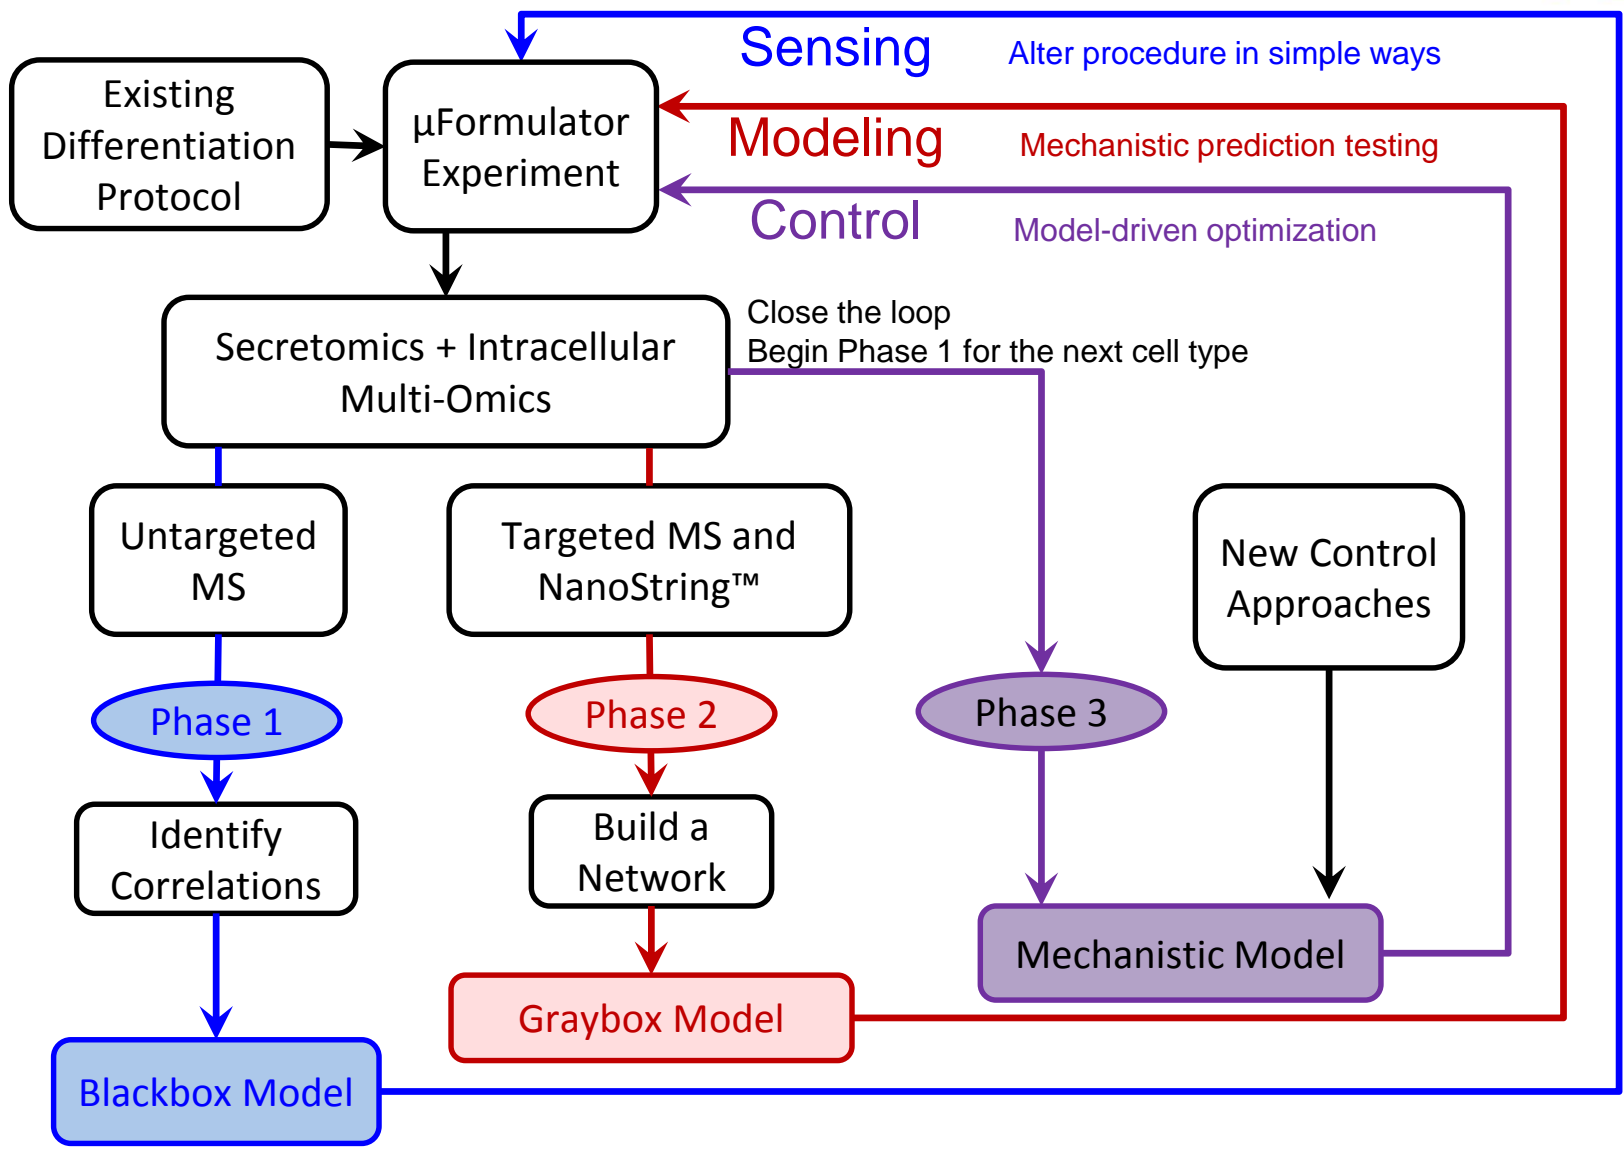 Sensing
Alter procedure in simple ways
Existing
Differentiation
Protocol
µFormulator
Experiment
Modeling
Mechanistic prediction testing
Control
Model-driven optimization
Close the loop
Begin Phase 1 for the next cell type
Secretomics + Intracellular
Multi-Omics
Untargeted
MS
Targeted MS and
NanoString™
New Control
Approaches
Phase 1
Phase 2
Phase 3
Identify
Correlations
Build a
Network
Mechanistic Model
Graybox Model
Blackbox Model